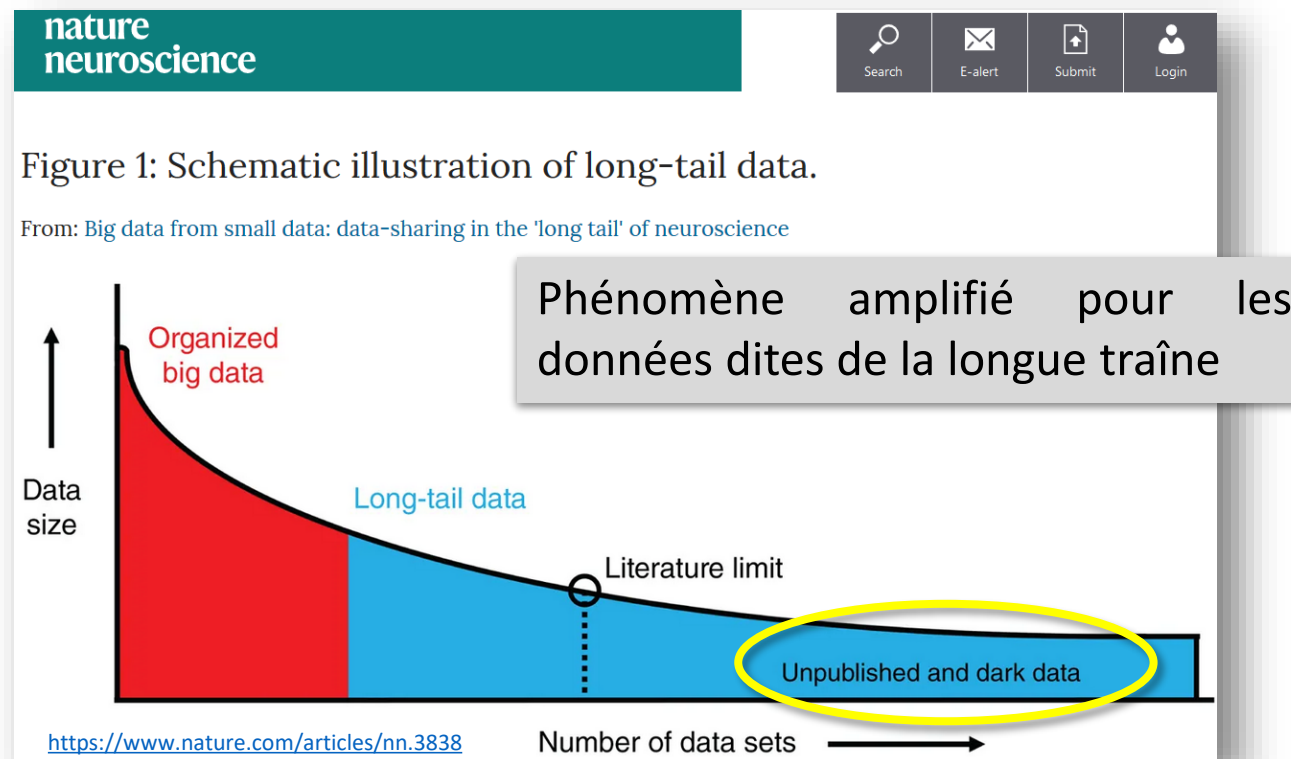 nature
neuroscience
Search
E-alert
Submit
Login
Figure 1: Schematic illustration of long-tail data.
From: Big data from small data: data-sharing in the 'long tail' of neuroscience
Phénomène amplifié pour les
données dites de la longue traîne
Organized
big data
Data
size
Long-tail data
Literature limit
Unpublished and dark data
https://www.nature.com/articles/nn.3838
Number of data sets